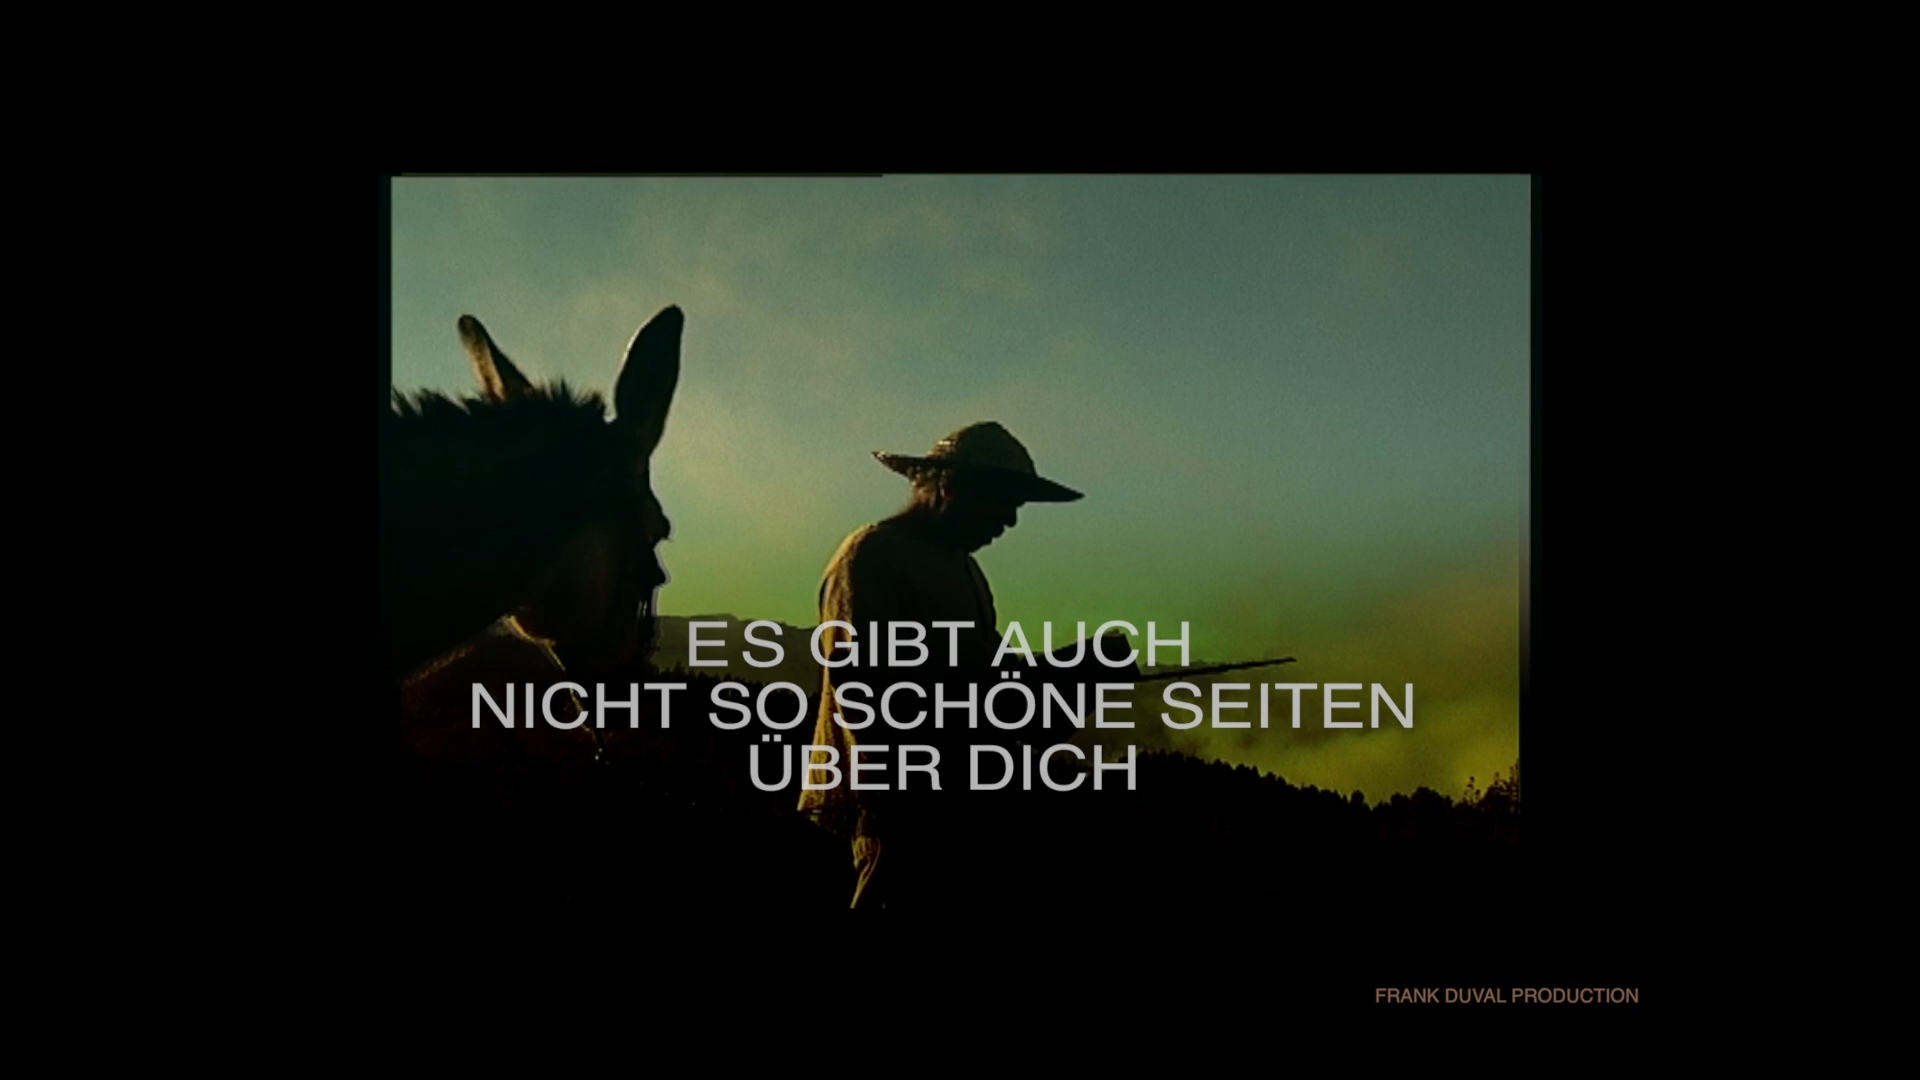 ES GIBT AUCH
NICHT SO SCHÖNE SEITEN
ÜBER DICH
FRANK DUVAL PRODUCTION